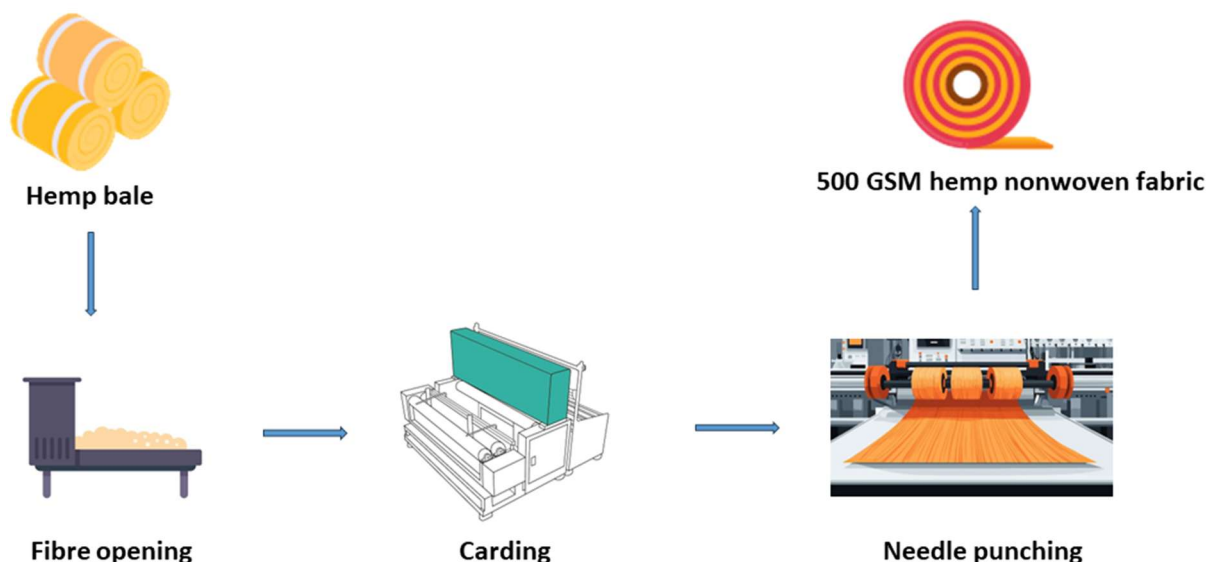 Hemp bale
500 GSM hemp nonwoven fabric
Fibre opening
Carding
Needle punching